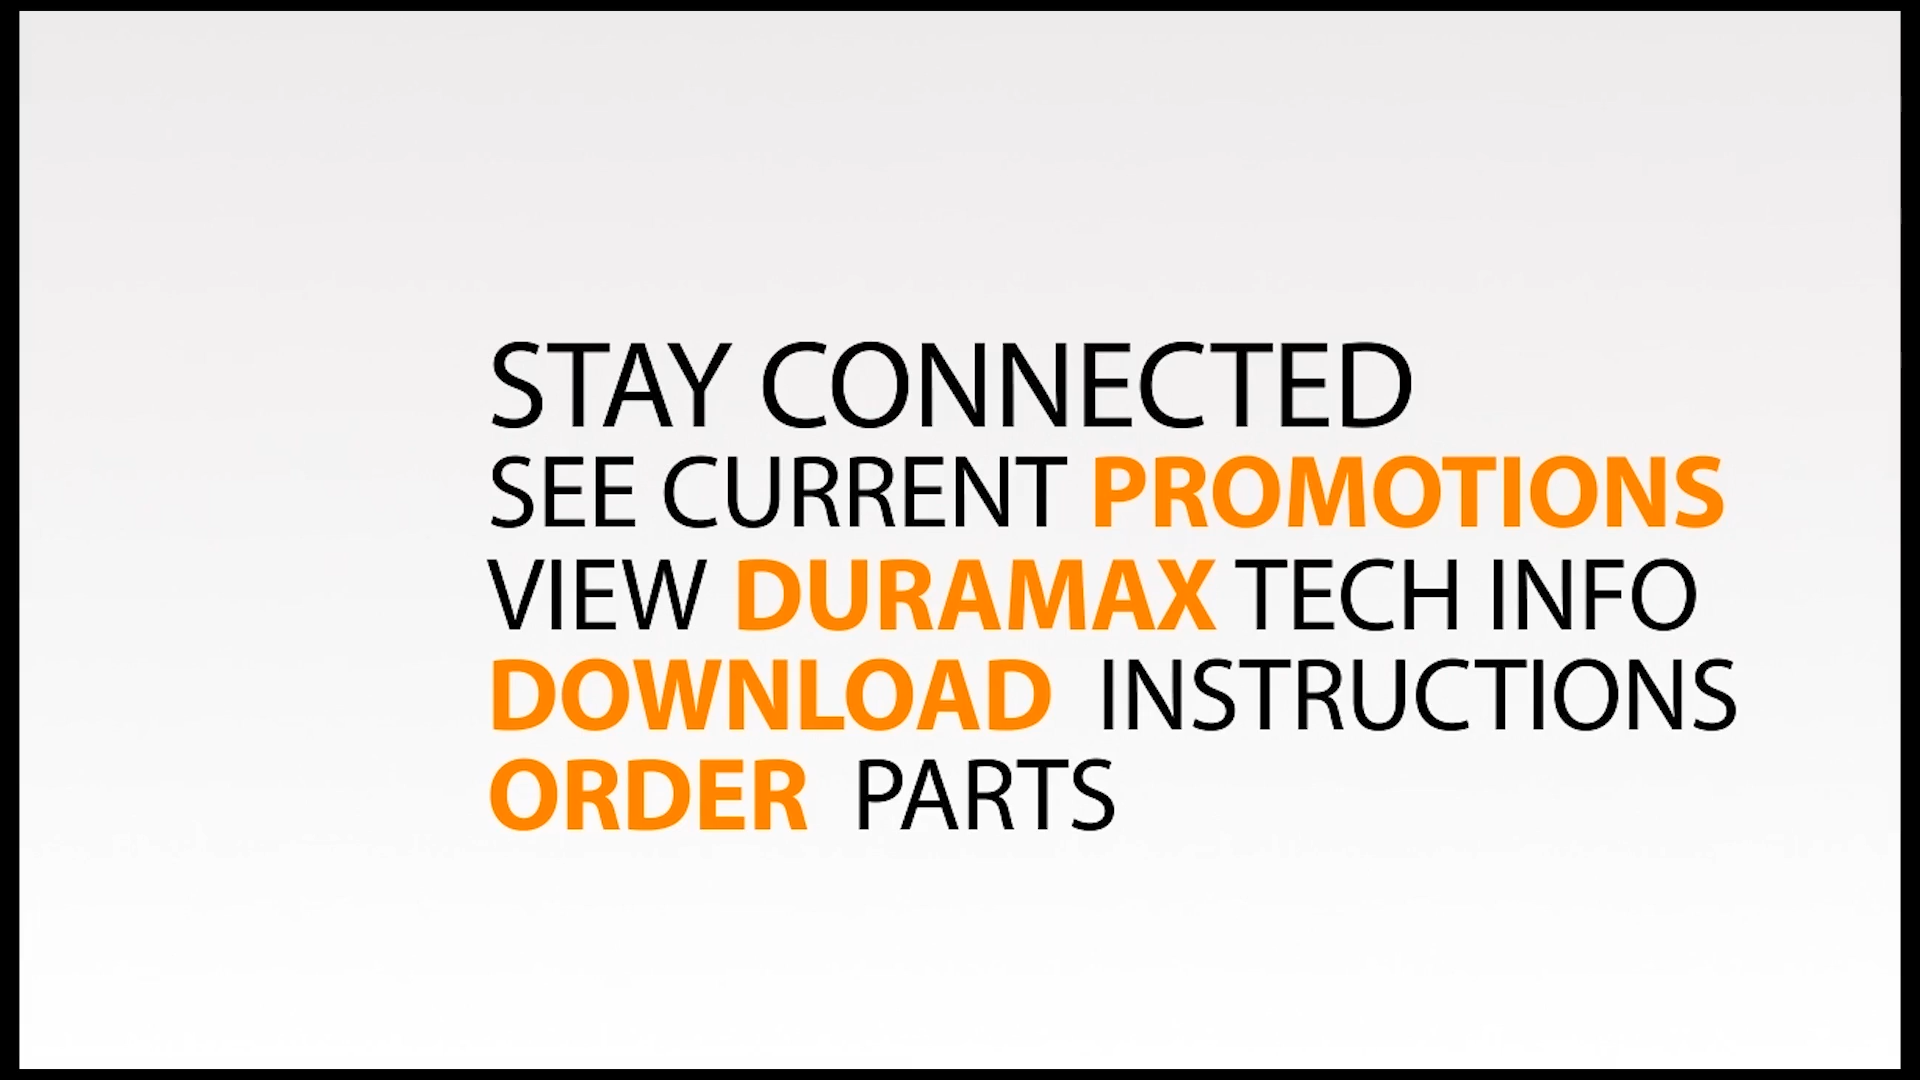 STAY CONNECTED
SEE CURRENT PROMOTIONS
VIEW DURAMAX TECH INFO
DOWNLOAD INSTRUCTIONS
ORDER PARTS